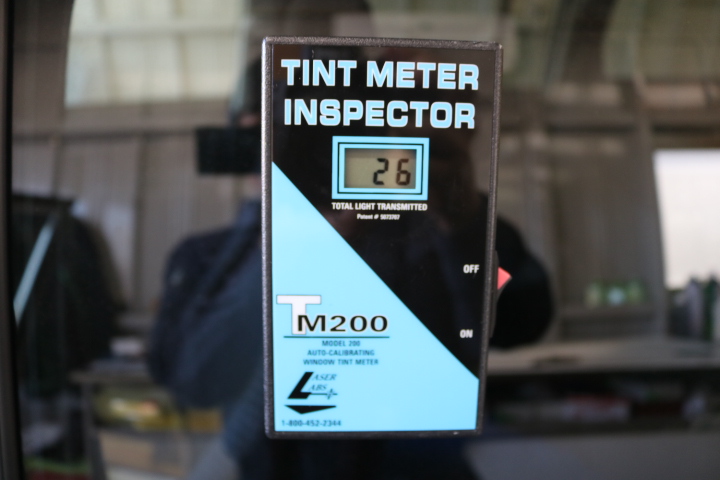 TINT METER
INSPECTOR
26
TOTAL LIGHT TRANSMITTED
Patent # 5073707
OFF
TM200
ON
MODEL 200
AUTO-CALIBRATING
WINDOW TINT METER
LASER
LABS
1-800-452-2344